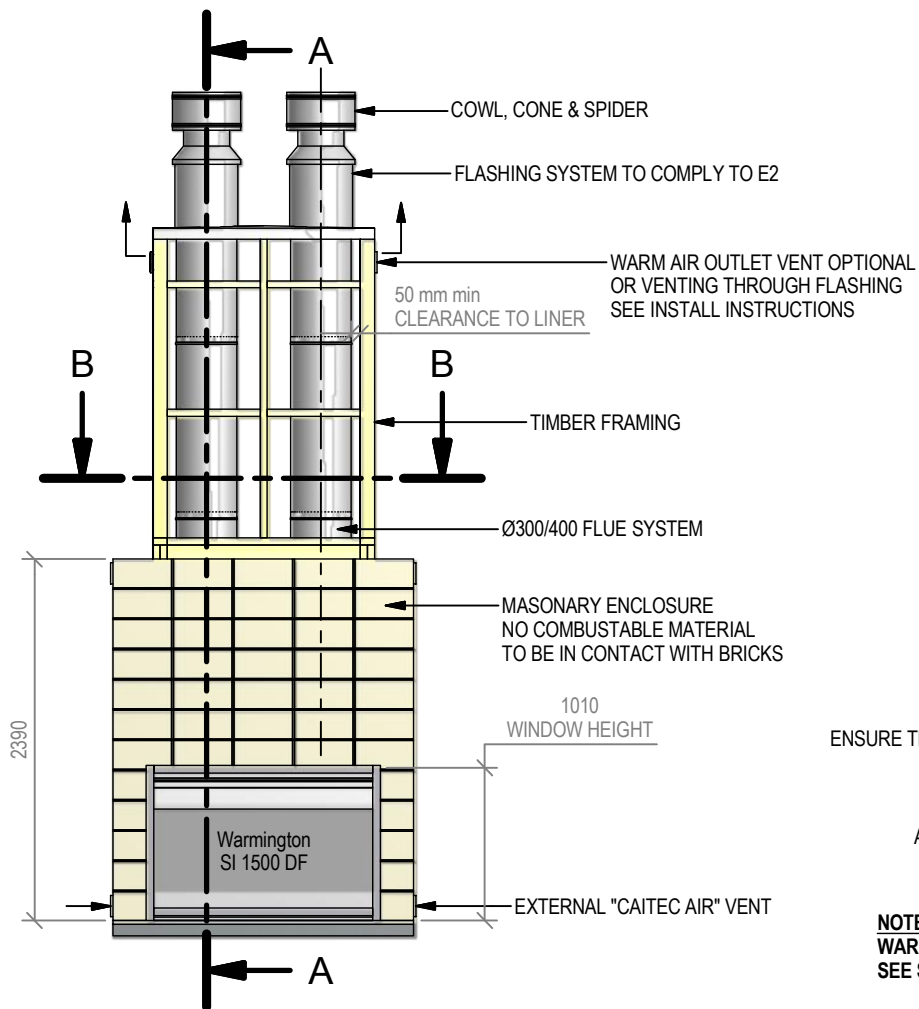 A
COWL, CONE & SPIDER
FLASHING SYSTEM TO COMPLY TO E2
WARM AIR OUTLET VENT OPTIONAL
OR VENTING THROUGH FLASHING
SEE INSTALL INSTRUCTIONS
50 mm min
CLEARANCE TO LINER
B
B
TIMBER FRAMING
Ø300/400 FLUE SYSTEM
MASONARY ENCLOSURE
NO COMBUSTABLE MATERIAL
TO BE IN CONTACT WITH BRICKS
2390
1010
WINDOW HEIGHT
ENSURE
Warmington
SI 1500 DF
EXTERNAL "CAITEC AIR" VENT
A
SEE